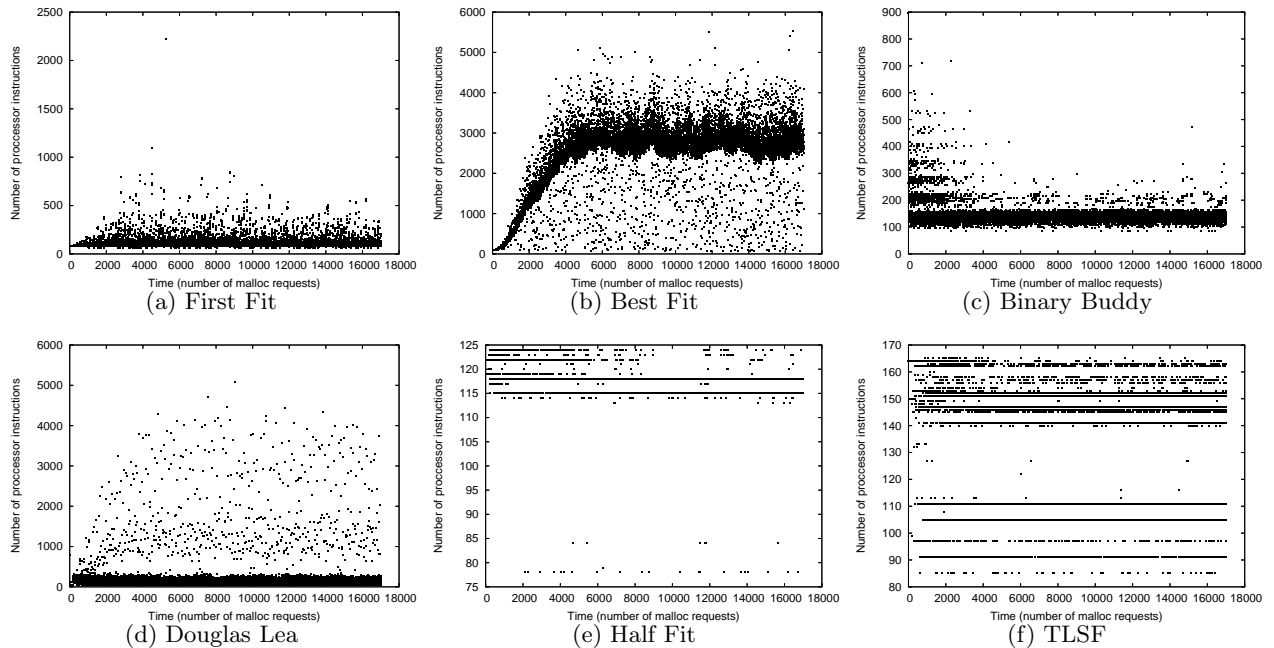 2500
2000
1500
1000
500
0
Number of proccessor instructions
0 2000 4000 6000 8000 10000 12000 14000 16000 18000
Time (number of malloc requests)
(a) First Fit
6000
5000
4000
3000
2000
1000
0
Number of proccessor instructions
0 2000 4000 6000 8000 10000 12000 14000 16000 18000
Time (number of malloc requests)
(b) Best Fit
900
800
700
600
500
400
300
200
100
0
Number of proccessor instructions
0 2000 4000 6000 8000 10000 12000 14000 16000 18000
Time (number of malloc requests)
(c) Binary Buddy
6000
5000
4000
3000
2000
1000
0
Number of proccessor instructions
0 2000 4000 6000 8000 10000 12000 14000 16000 18000
Time (number of malloc requests)
(d) Douglas Lea
125
120
115
110
105
100
95
90
85
80
75
Number of proccessor instructions
0 2000 4000 6000 8000 10000 12000 14000 16000 18000
Time (number of malloc requests)
(e) Half Fit
170
160
150
140
130
120
110
100
90
80
Number of proccessor instructions
0 2000 4000 6000 8000 10000 12000 14000 16000 18000
Time (number of malloc requests)
(f) TLSF